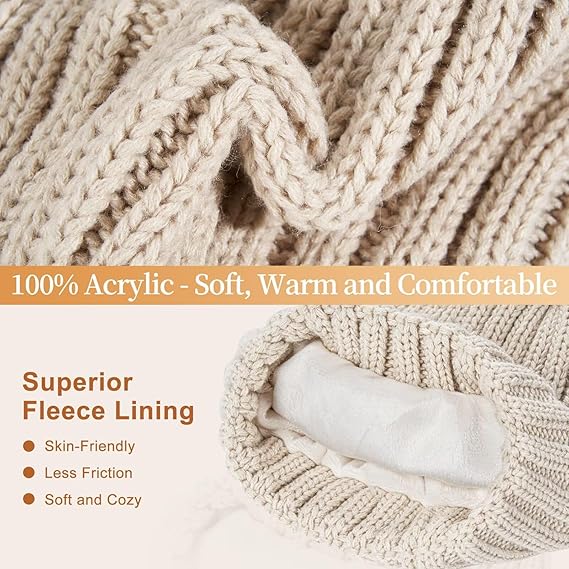 100% Acrylic - Soft, Warm and Comfortable
Superior
Fleece Lining
Skin-Friendly
Less Friction
Soft and Cozy